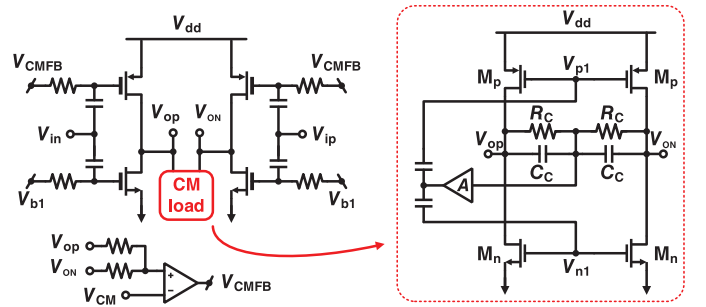 Vdd
VCMFB
VCMFB
Vop
VON
Vin
Vip
Vb1
CM
load
Vb1
Vop
VON
VCM
+
−
VCMFB
Vdd
Mp
Vp1
Mp
RC
RC
Vop
VON
CC
CC
A
Mn
Vn1
Mn